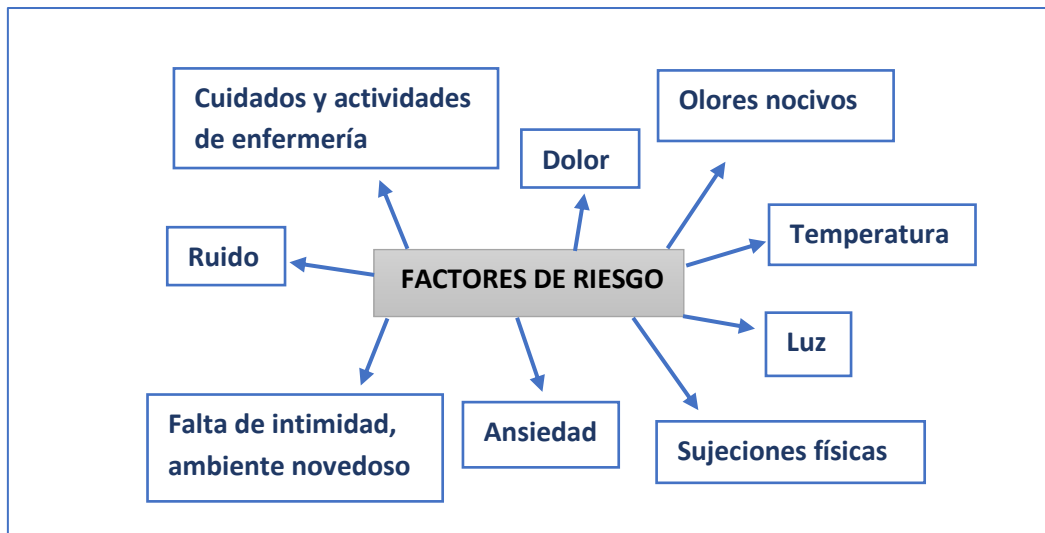 Cuidados y actividades
de enfermería
Olores nocivos
Dolor
Temperatura
Ruido
FACTORES DE RIESGO
Luz
Falta de intimidad,
ambiente novedoso
Ansiedad
Sujeciones físicas